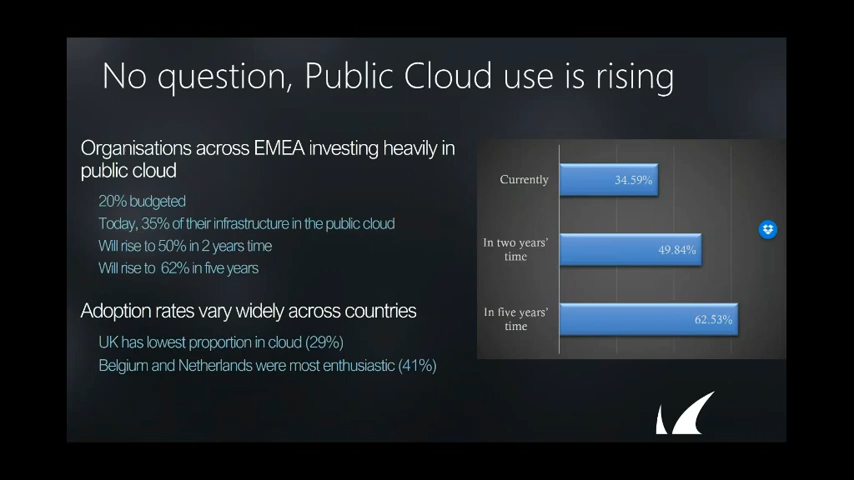 No question, Public Cloud use is rising
Organisations across EMEA investing heavily in
public cloud
20% budgeted
Today, 35% of their infrastructure in the public cloud
Will rise to 50% in 2 years time
Will rise to 62% in five years
Adoption rates vary widely across countries
UK has lowest proportion in cloud (29%)
Belgium and Netherlands were most enthusiastic (41%)
Currently
34.59%
In two years'
time
49.84%
In five years'
time
62.53%